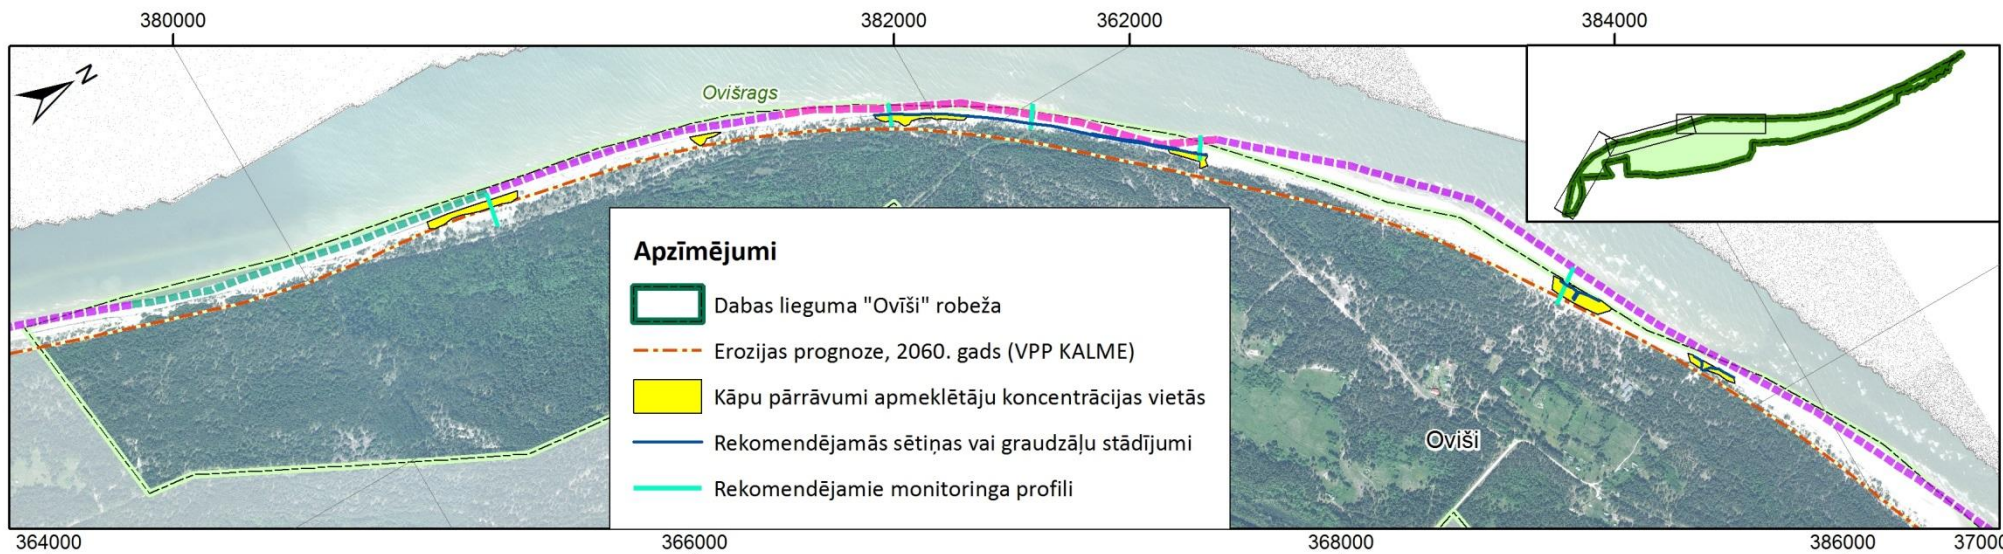 380000
382000
362000
384000
N
Ovišrags
Apzīmējumi
Dabas lieguma "Ovīši" robeža
Erozijas prognoze, 2060. gads (VPP KALME)
Kāpu pārrāvumi apmeklētāju koncentrācijas vietās
Rekomendējamās sētiņas vai graudzāļu stādījumi
Rekomendējamie monitoringa profili
Oviši
364000
366000
368000
386000
37000